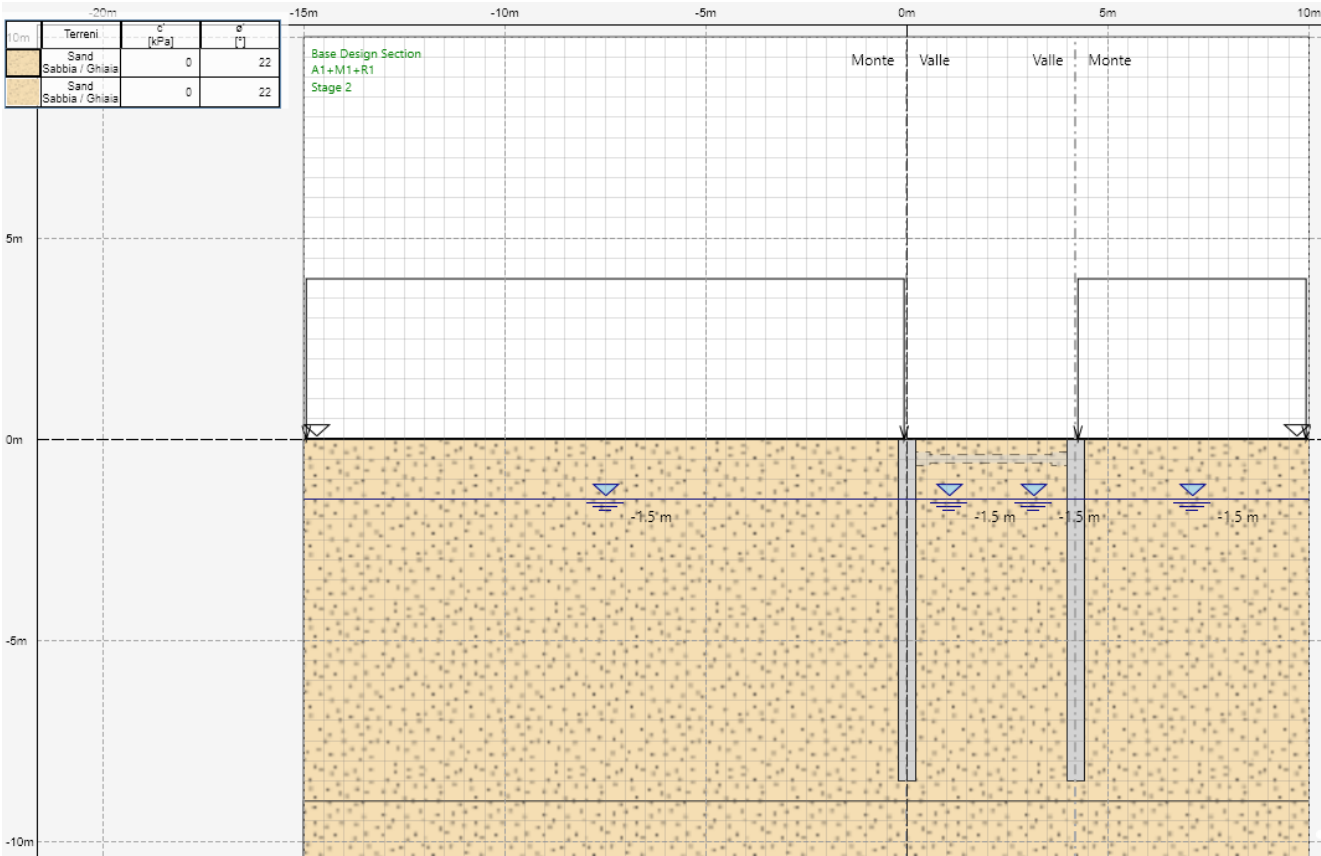 -20m
-15m
-10m
-5m
0m
5m
10m
10m
Terreni
c'
[kPa]
ø'
[°]
Sand
Sabbia / Ghiaia
0
22
Sand
Sabbia / Ghiaia
0
22
Base Design Section
A1+M1+R1
Stage 2
Monte
Valle
Valle
Monte
5m
0m
-1.5 m
-1.5 m
-1.5 m
-1.5 m
-5m
-10m